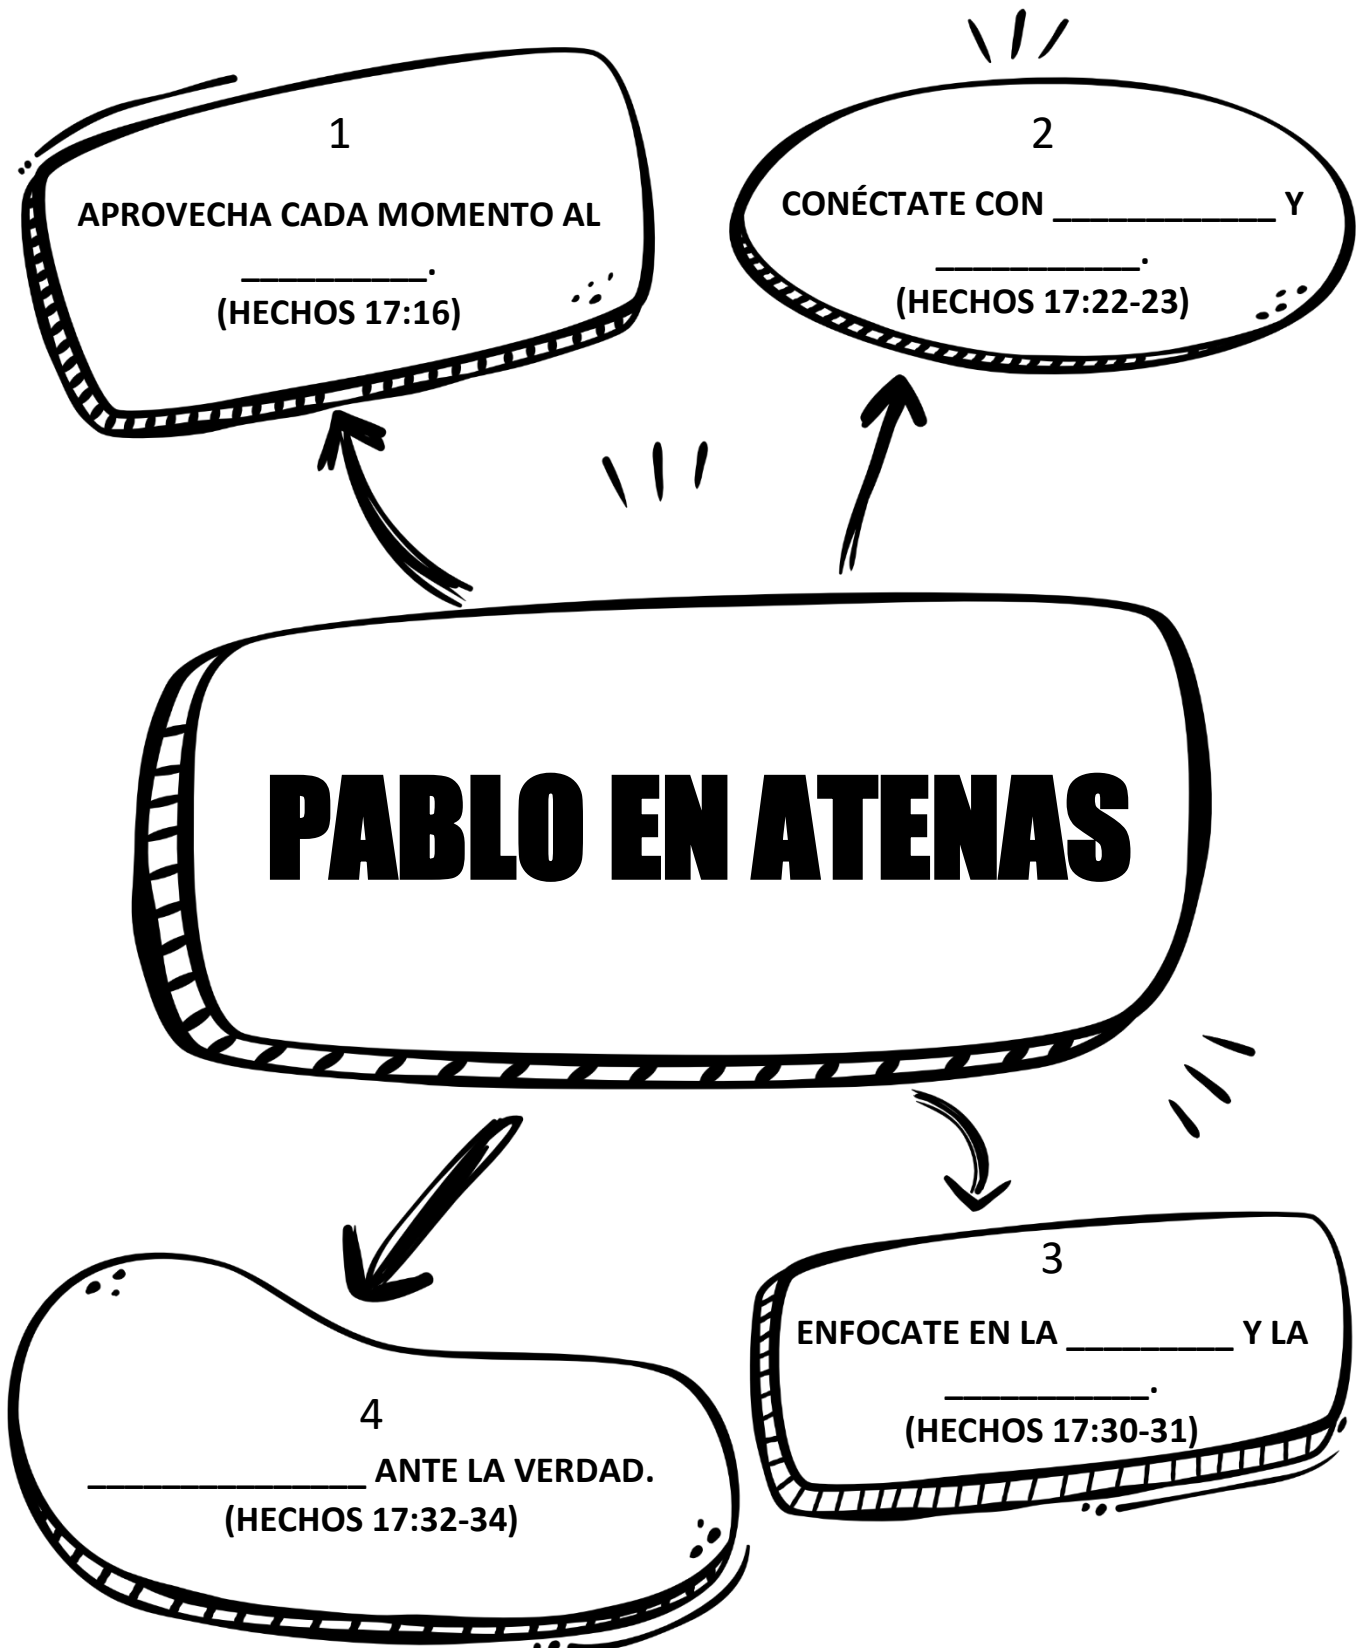 1
APROVECHA CADA MOMENTO AL
__________.
(HECHOS 17:16)
2
CONÉCTATE CON ____________ Y
___________.
(HECHOS 17:22-23)
PABLO EN ATENAS
3
ENFOCATE EN LA _________ Y LA
___________.
(HECHOS 17:30-31)
4
_______________ ANTE LA VERDAD.
(HECHOS 17:32-34)